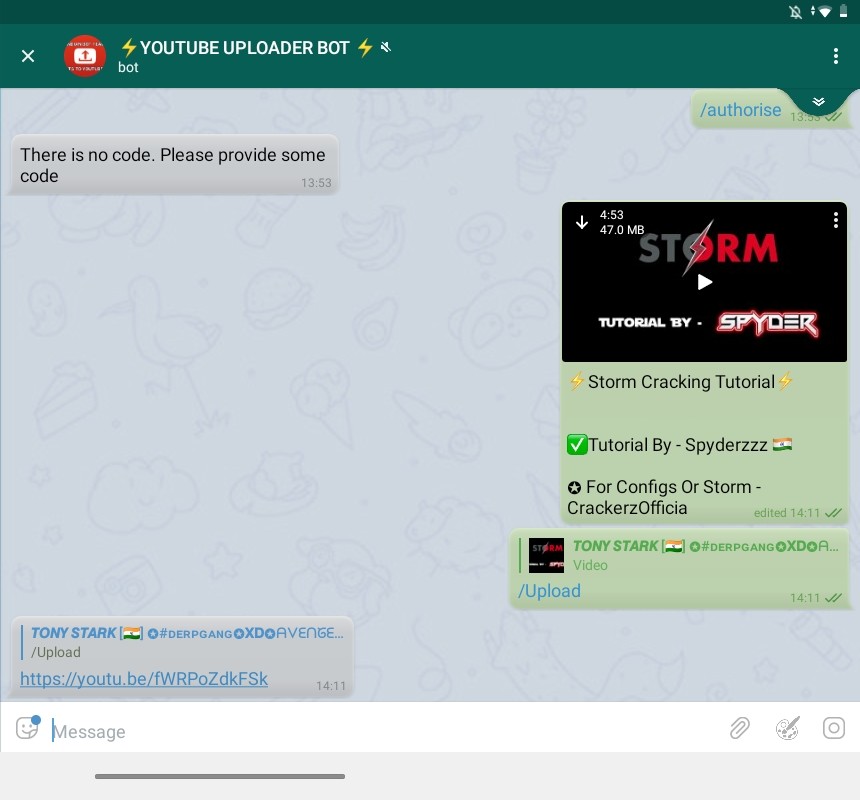 ⚡YOUTUBE UPLOADER BOT ⚡
bot
/authorise
13:53
There is no code. Please provide some
code
13:53
4:53
47.0 MB
STORM
TUTORIAL BY - SPYDER
⚡Storm Cracking Tutorial⚡
✅Tutorial By - Spyderzzz 🇮🇳
✪ For Configs Or Storm -
CrackerzOfficia
edited 14:11
TONY STARK [🇮🇳] ✪#ᴅᴇʀᴘɢᴀɴɢ✪XD✪A...
Video
/Upload
14:11
TONY STARK [🇮🇳] ✪#ᴅᴇʀᴘɢᴀɴɢ✪XD✪AVENGE...
/Upload
https://youtu.be/fWRPoZdkFSk
14:11
Message